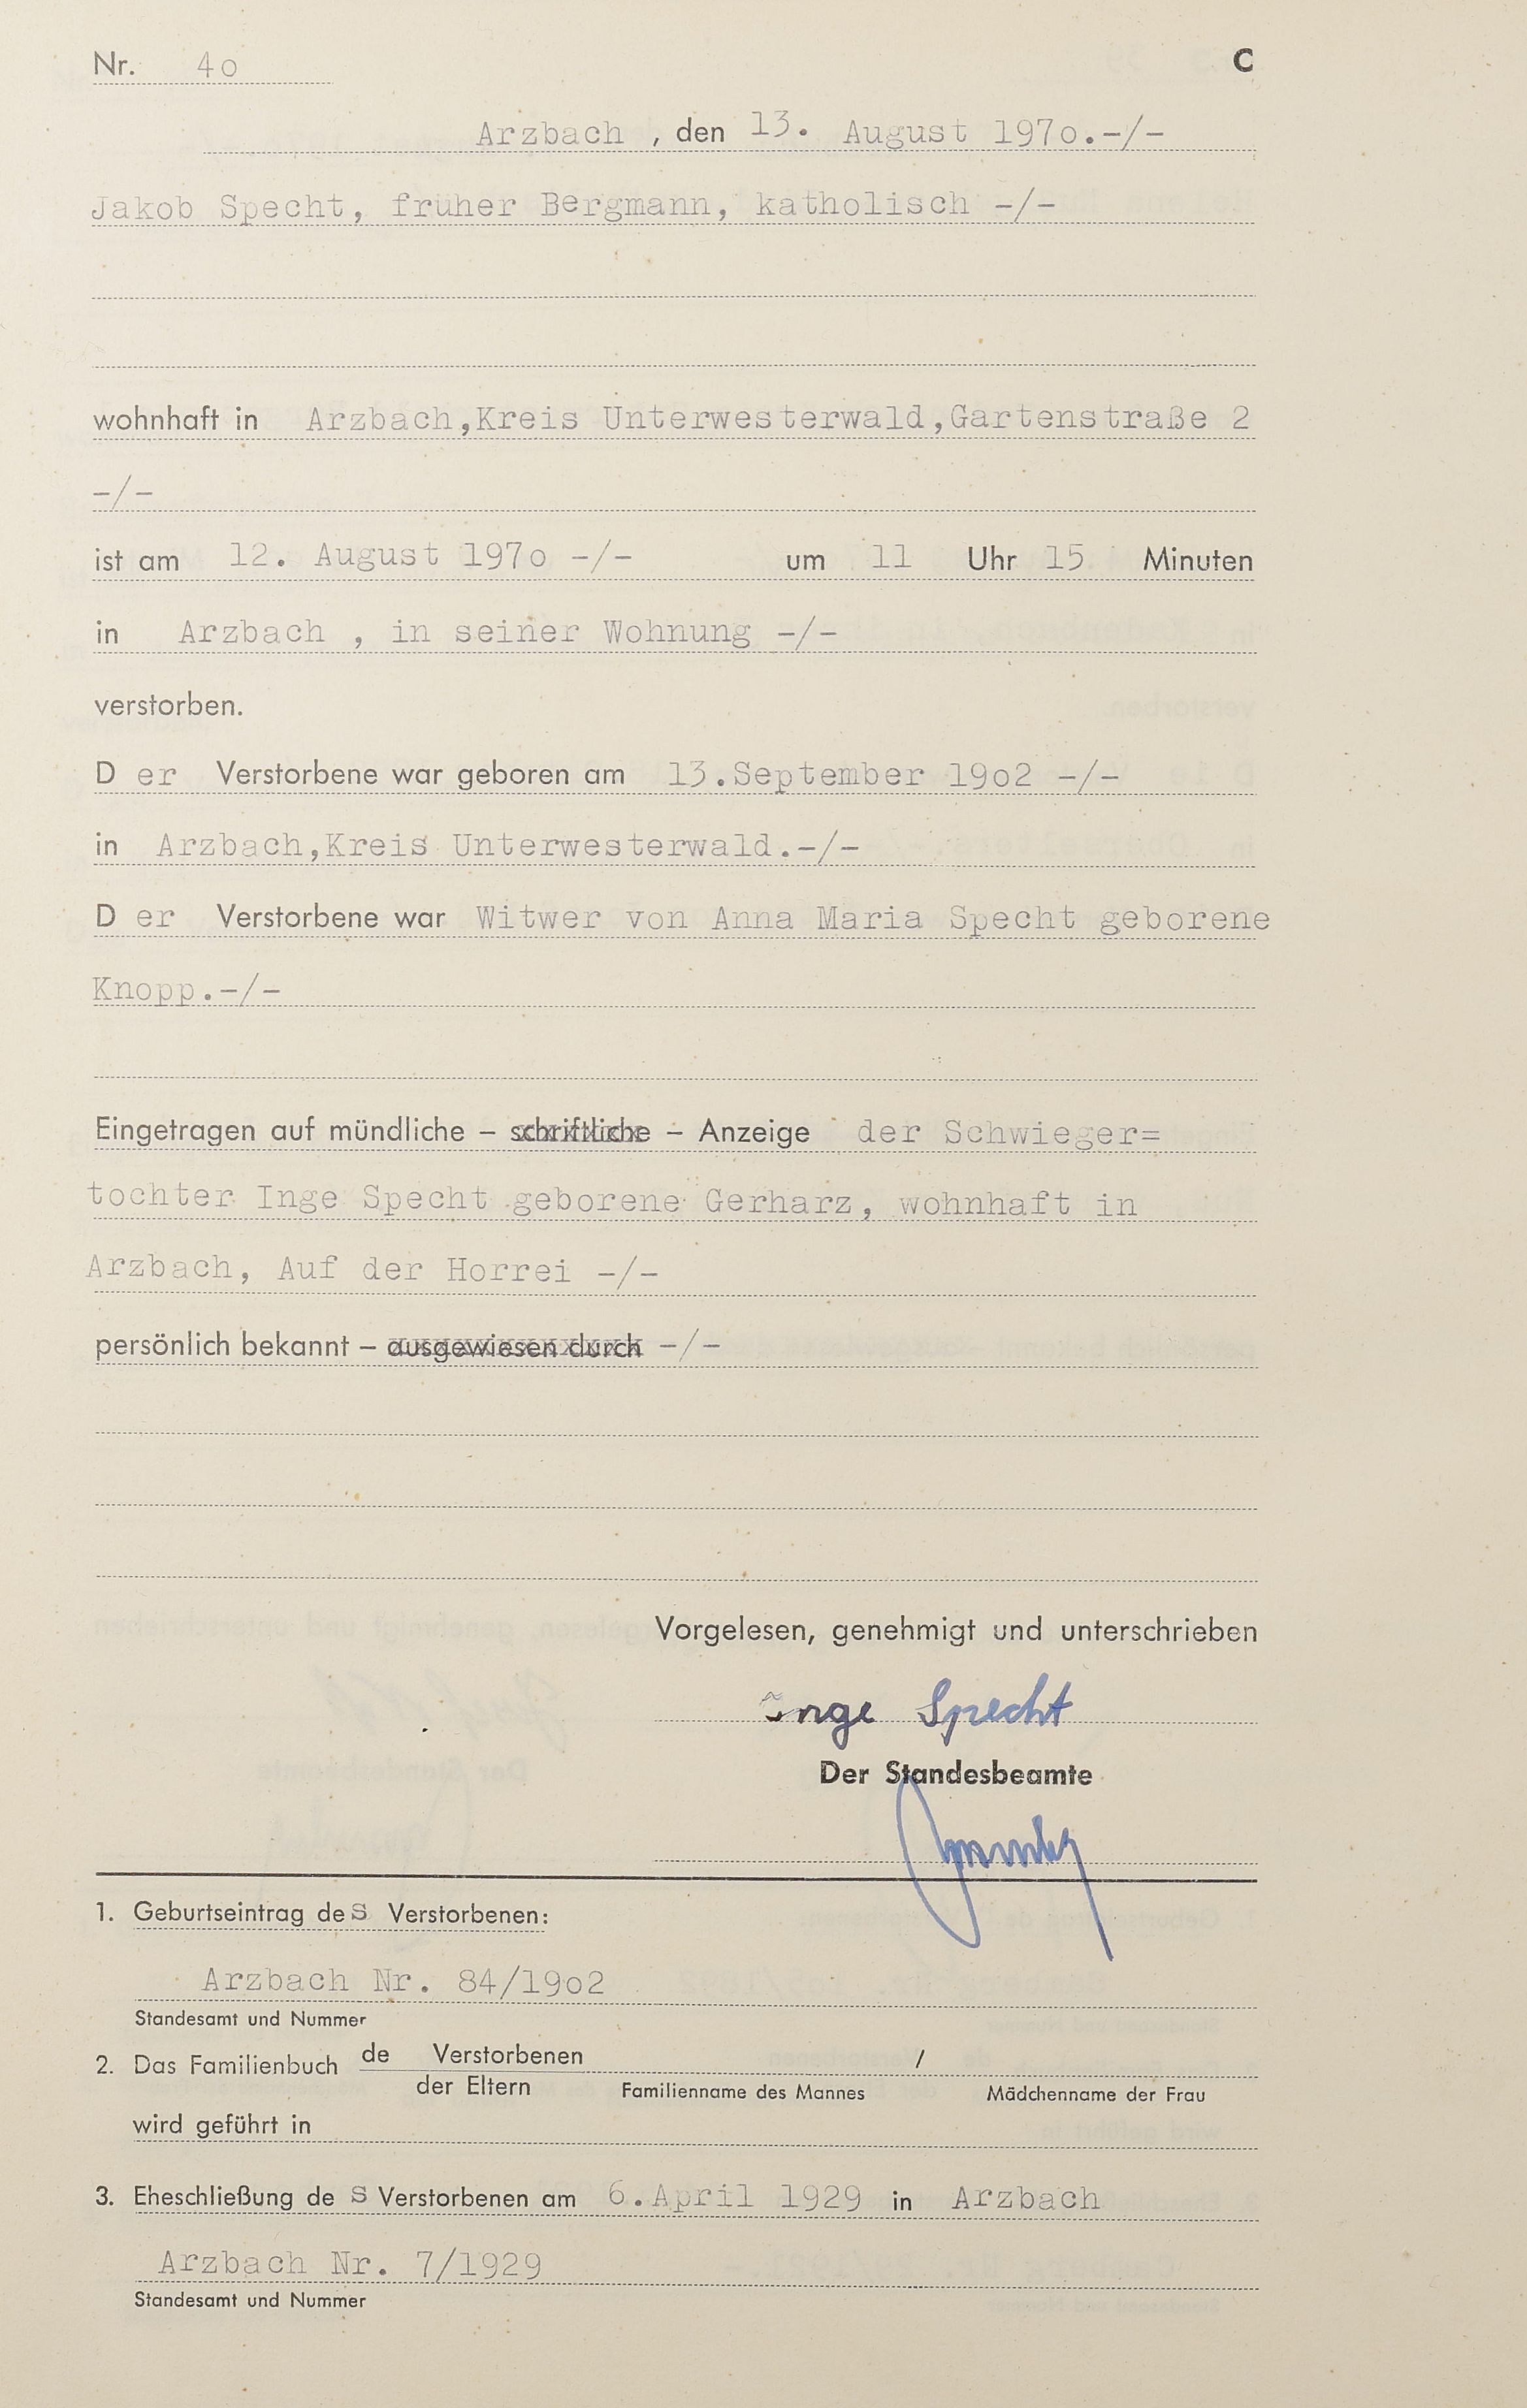 Nr. 4o C
Arzbach , den 13. August 197o.-/-
Jakob Specht, früher Bergmann, katholisch -/-
wohnhaft in Arzbach,Kreis Unterwesterwald,Gartenstraße 2
-/-
ist am 12. August 197o -/- um 11 Uhr 15 Minuten
in Arzbach , in seiner Wohnung -/-
verstorben.
D er Verstorbene war geboren am 13.September 19o2 -/-
in Arzbach,Kreis Unterwesterwald.-/-
D er Verstorbene war Witwer von Anna Maria Specht geborene
Knopp.-/-
Eingetragen auf mündliche – schriftliche – Anzeige der Schwieger=
tochter Inge Specht geborene Gerharz, wohnhaft in
Arzbach, Auf der Horrei -/-
persönlich bekannt – ausgewiesen durch -/-
Vorgelesen, genehmigt und unterschrieben
Inge Specht
Der Standesbeamte
1. Geburtseintrag des Verstorbenen:
Arzbach Nr. 84/19o2
Standesamt und Nummer
2. Das Familienbuch de Verstorbenen /
der Eltern Familienname des Mannes Mädchenname der Frau
wird geführt in
3. Eheschließung de s Verstorbenen am 6.April 1929 in Arzbach
Arzbach Nr. 7/1929
Standesamt und Nummer